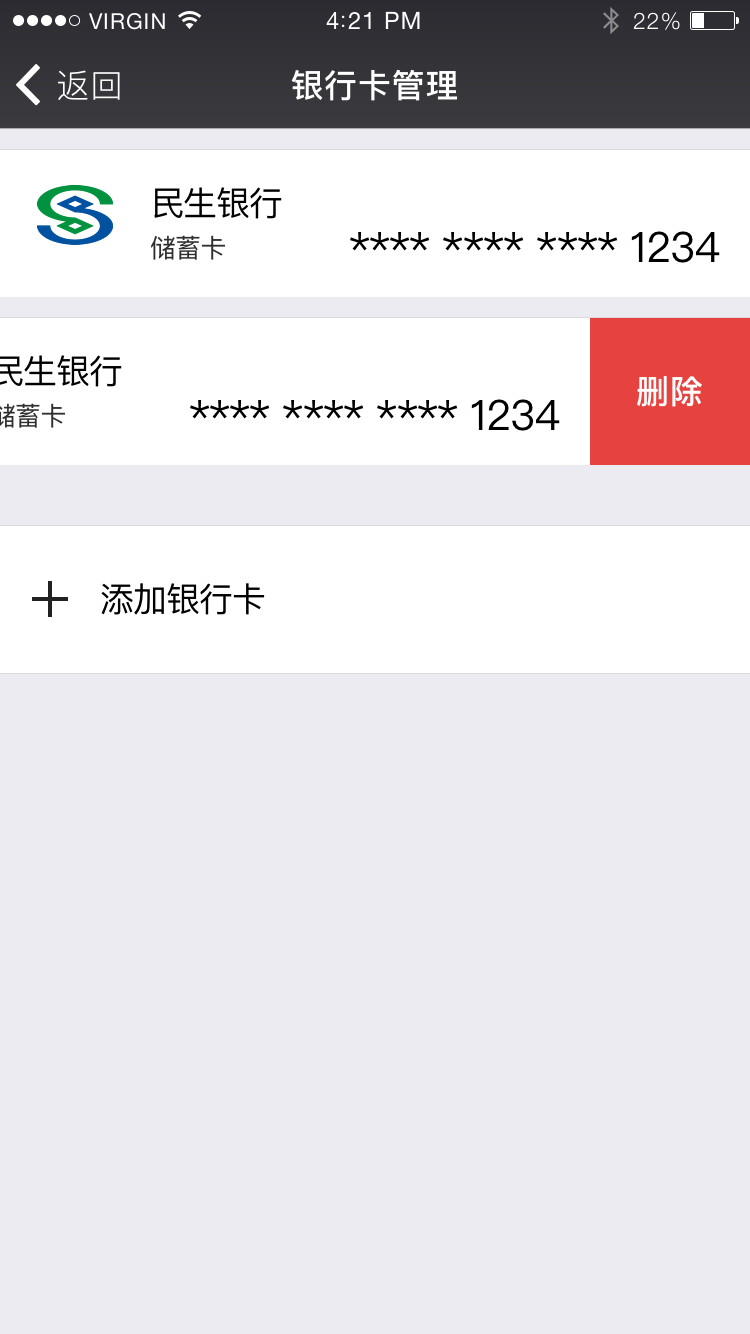 VIRGIN 4:21 PM 22%
返回 银行卡管理
民生银行
储蓄卡 **** **** **** 1234
民生银行
储蓄卡 **** **** **** 1234
删除
添加银行卡